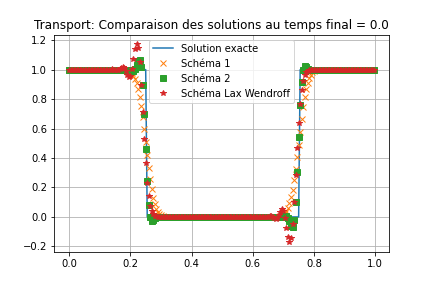 Transport: Comparaison des solutions au temps final = 0.0
1.2
1.0
0.8
0.6
0.4
0.2
0.0
−0.2
Solution exacte
Schéma 1
Schéma 2
Schéma Lax Wendroff
0.0 0.2 0.4 0.6 0.8 1.0